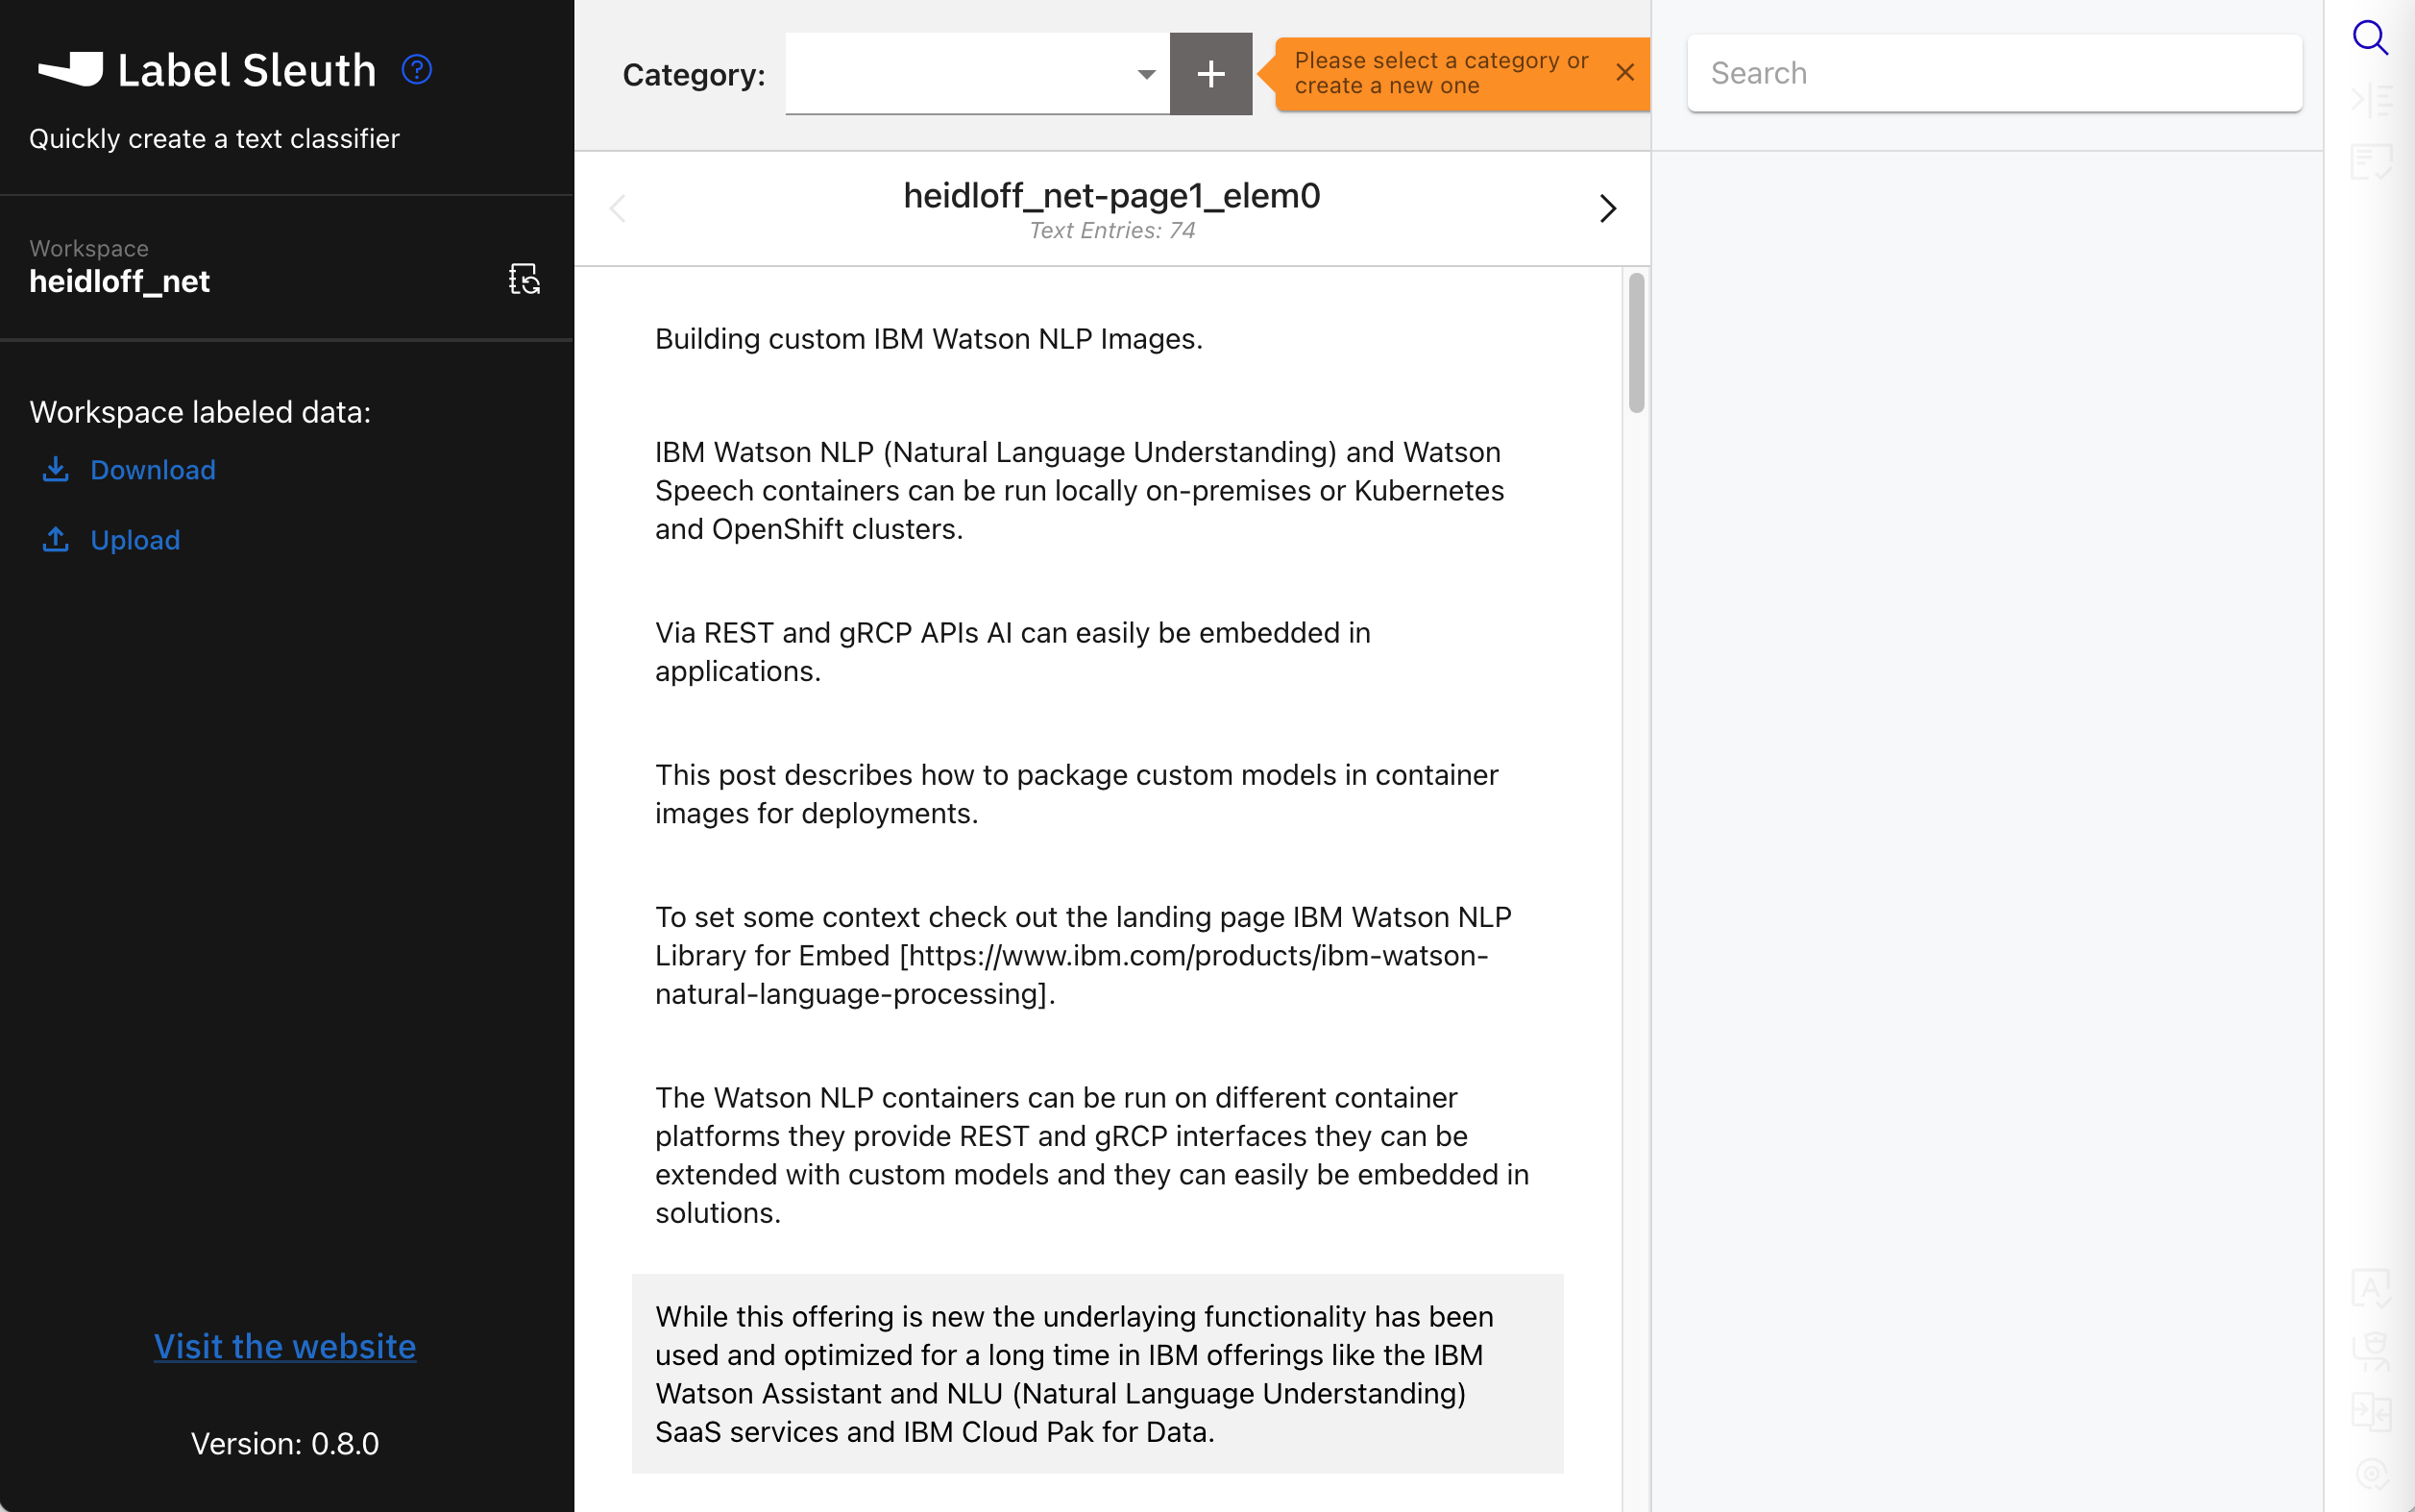 Label Sleuth ?
Quickly create a text classifier
Workspace
heidloff_net
Workspace labeled data:
Download
Upload
Visit the website
Version: 0.8.0
Category:
+
Please select a category or
create a new one
heidloff_net-page1_elem0
Text Entries: 74
Building custom IBM Watson NLP Images.
IBM Watson NLP (Natural Language Understanding) and Watson
Speech containers can be run locally on-premises or Kubernetes
and OpenShift clusters.
Via REST and gRCP APIs AI can easily be embedded in
applications.
This post describes how to package custom models in container
images for deployments.
To set some context check out the landing page IBM Watson NLP
Library for Embed [https://www.ibm.com/products/ibm-watson-
natural-language-processing].
The Watson NLP containers can be run on different container
platforms they provide REST and gRCP interfaces they can be
extended with custom models and they can easily be embedded in
solutions.
While this offering is new the underlaying functionality has been
used and optimized for a long time in IBM offerings like the IBM
Watson Assistant and NLU (Natural Language Understanding)
SaaS services and IBM Cloud Pak for Data.
Search
A